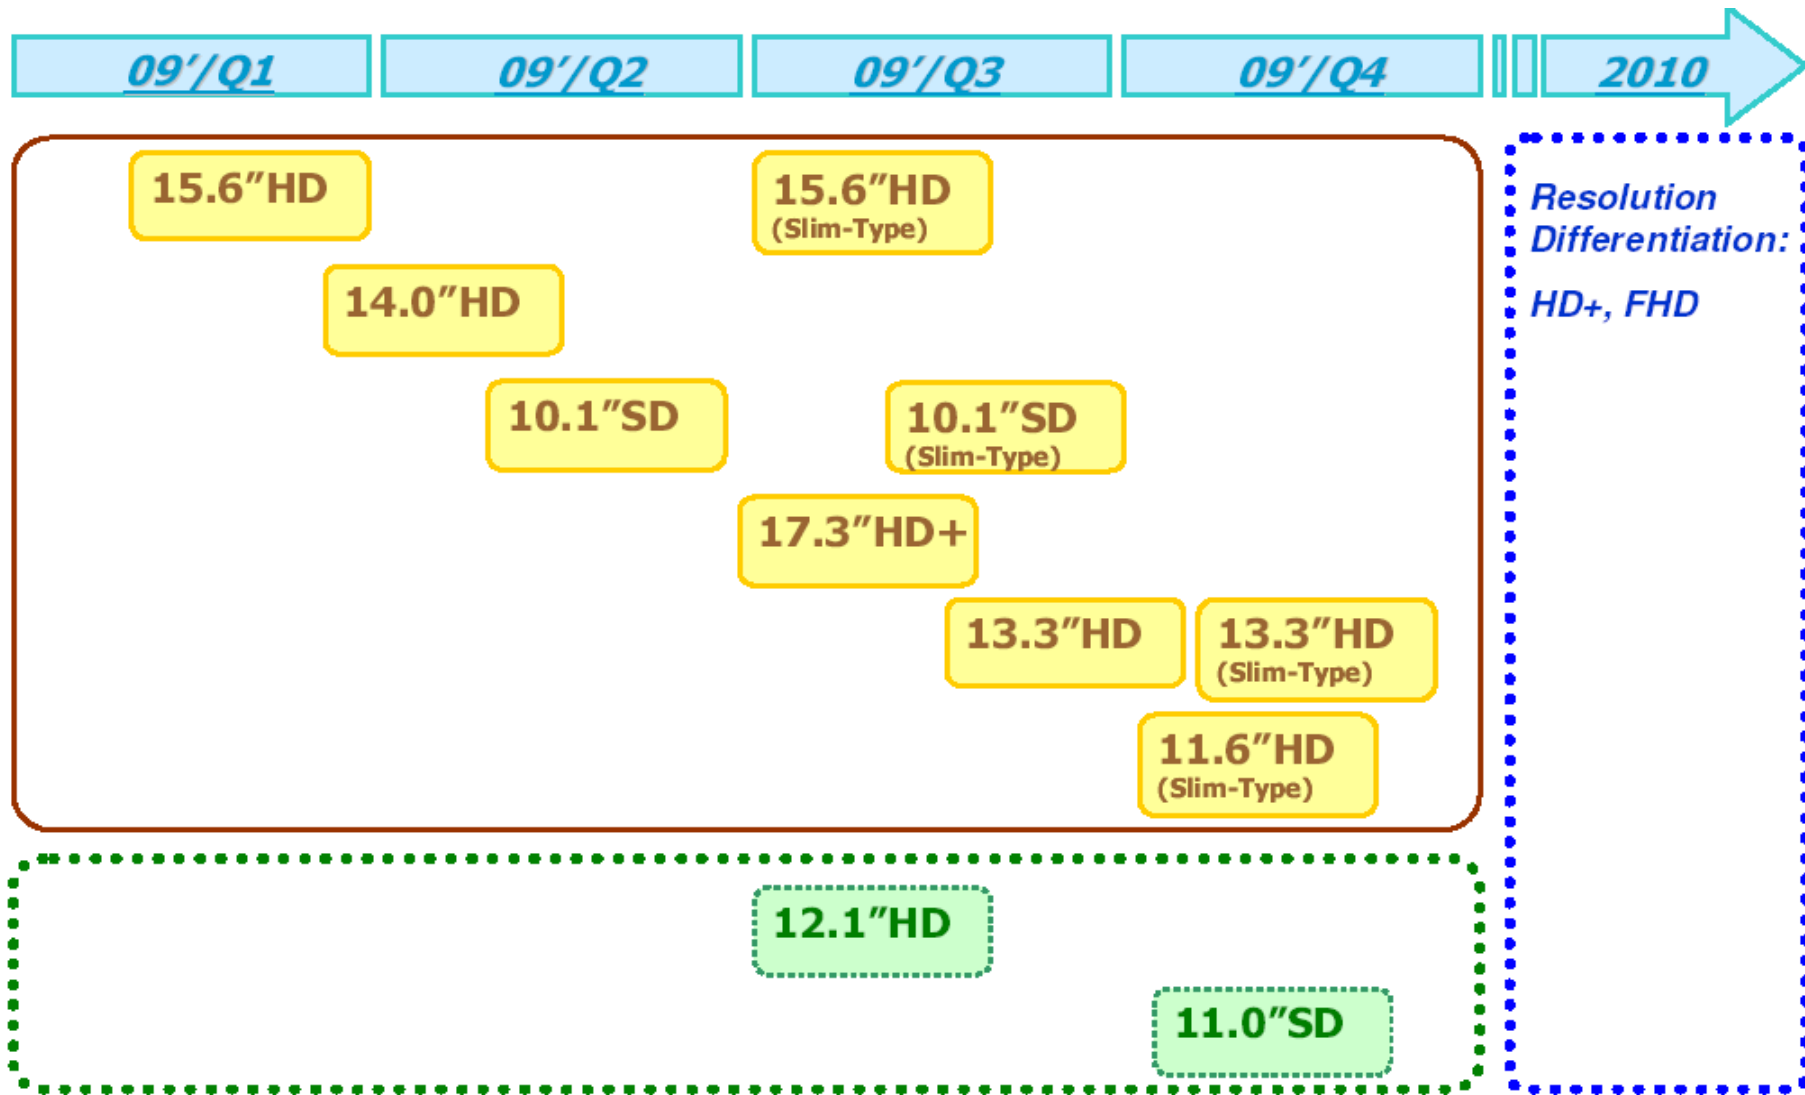 09’/Q1
09’/Q2
09’/Q3
09’/Q4
2010
15.6”HD
15.6”HD
(Slim-Type)
14.0”HD
10.1”SD
10.1”SD
(Slim-Type)
17.3”HD+
13.3”HD
13.3”HD
(Slim-Type)
11.6”HD
(Slim-Type)
12.1”HD
11.0”SD
Resolution
Differentiation:
HD+, FHD